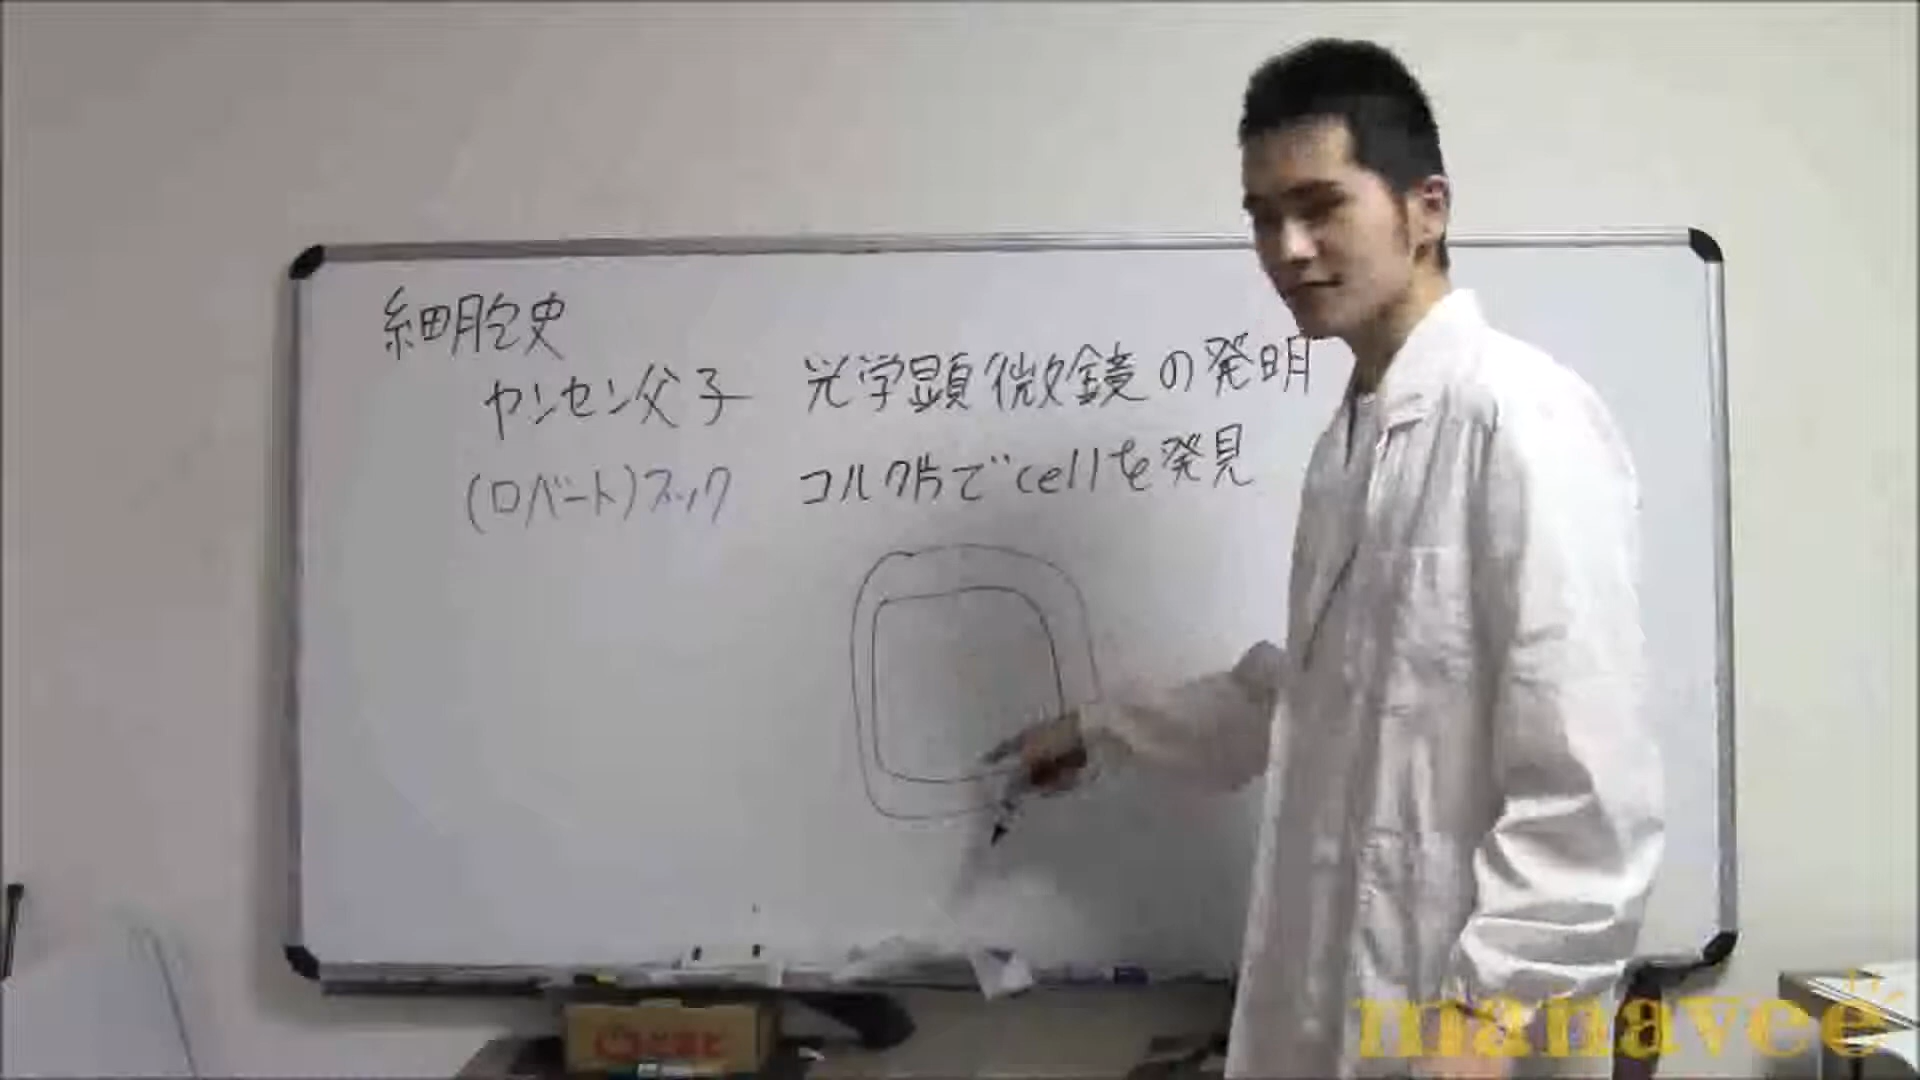 細胞史
ヤンセン父子 光学顕微鏡の発明
(ロバート)フック コルク片でcellを発見
manavee